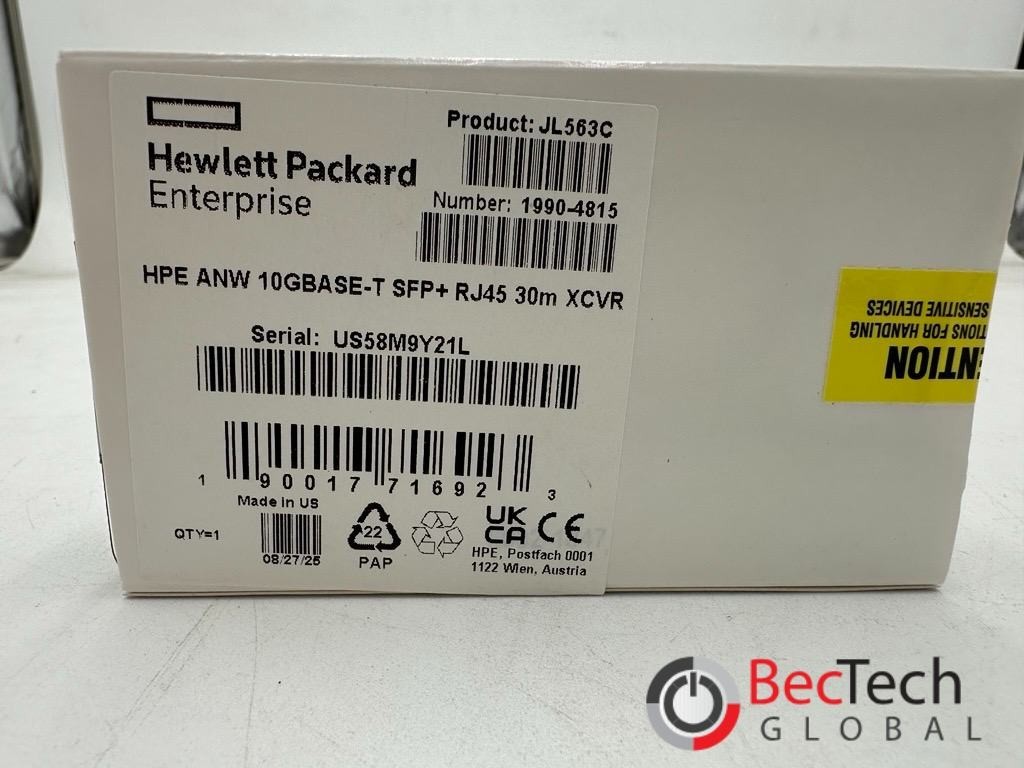 Hewlett Packard
Enterprise
Product: JL563C
Number: 1990-4815
HPE ANW 10GBASE-T SFP+ RJ45 30m XCVR
Serial: US58M9Y21L
1 90017 71692 3
Made in US
QTY=1
08/27/25
22
PAP
UK
CA
CE
HPE, Postfach 0001
1122 Wien, Austria
ENTION
TIONS FOR HANDLING
SENSITIVE DEVICES
BecTech
GLOBAL